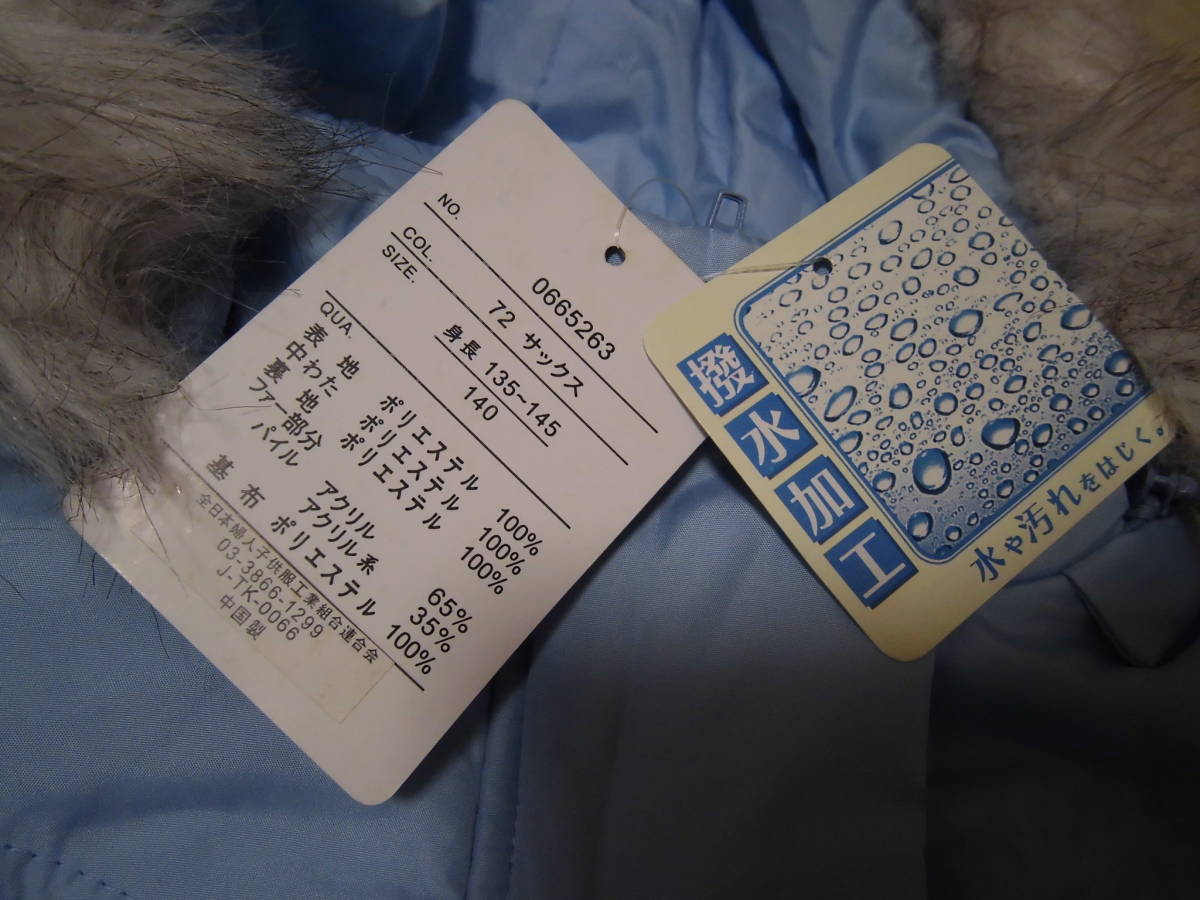 NO. 0665263
COL. 72 サックス
SIZE. 身長 135~145
140
QUA.
表地 ポリエステル 100%
中わた ポリエステル 100%
裏地 ポリエステル 100%
ファー部分
パイル アクリル 65%
アクリル系 35%
基布 ポリエステル 100%
全日本婦人子供服工業組合連合会
03-3866-1299
J-TK-0066
中国製
撥水加工
水や汚れをはじく。